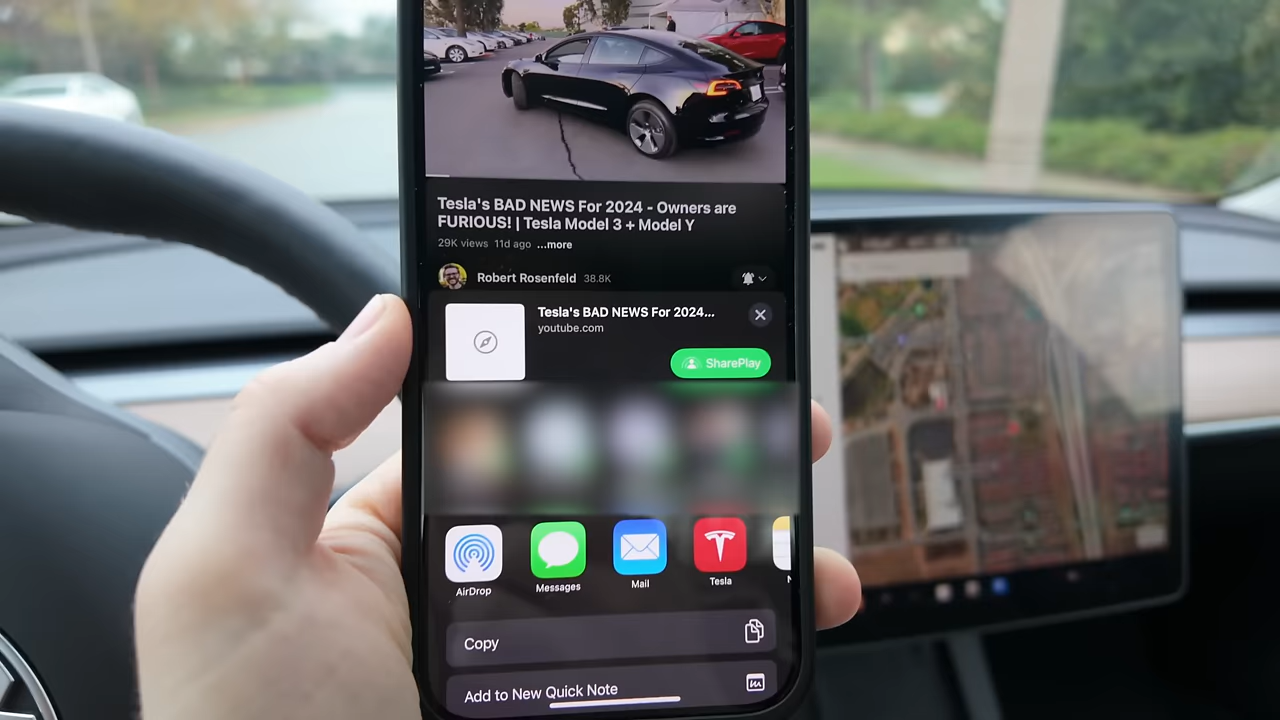 Tesla's BAD NEWS For 2024 - Owners are
FURIOUS! | Tesla Model 3 + Model Y
29K views 11d ago ...more
Robert Rosenfeld 38.8K
Tesla's BAD NEWS For 2024...
youtube.com
SharePlay
AirDrop
Messages
Mail
Tesla
N
Copy
Add to New Quick Note